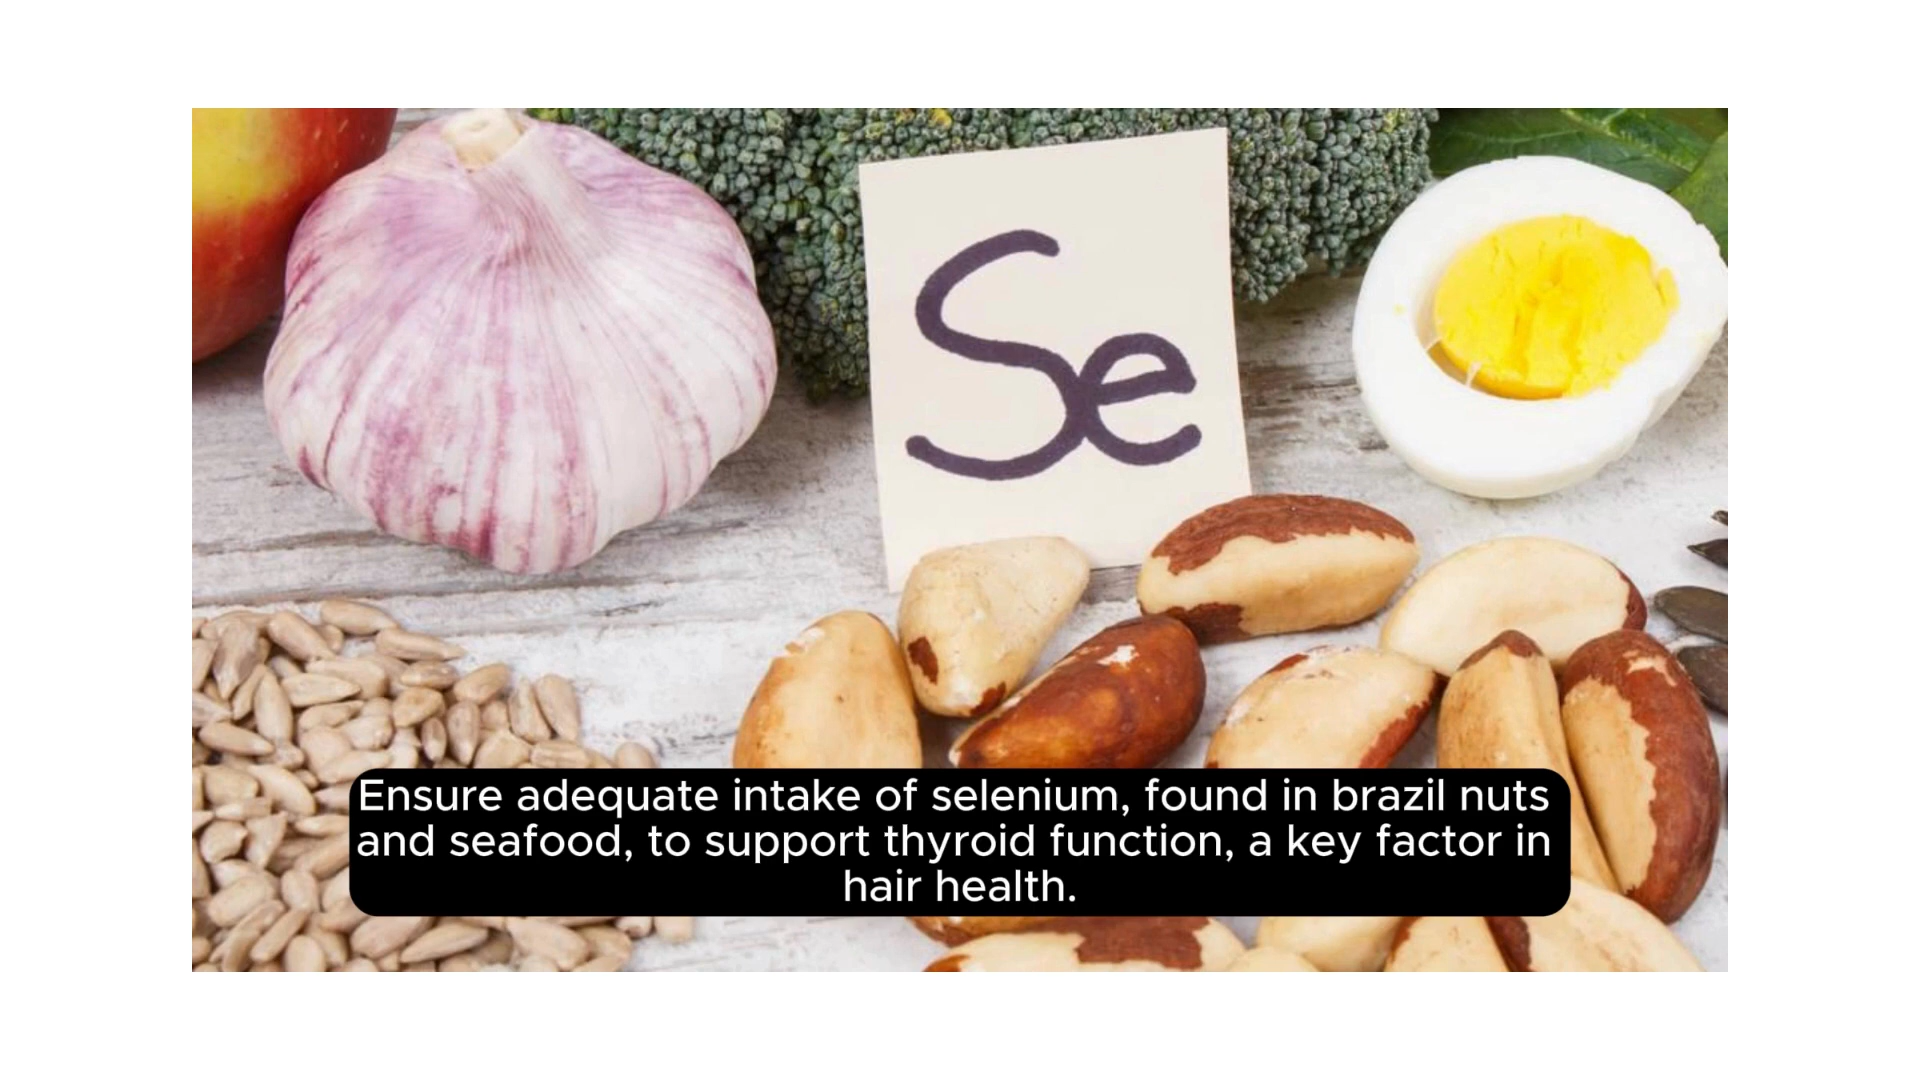 Se
Ensure adequate intake of selenium, found in brazil nuts
and seafood, to support thyroid function, a key factor in
hair health.